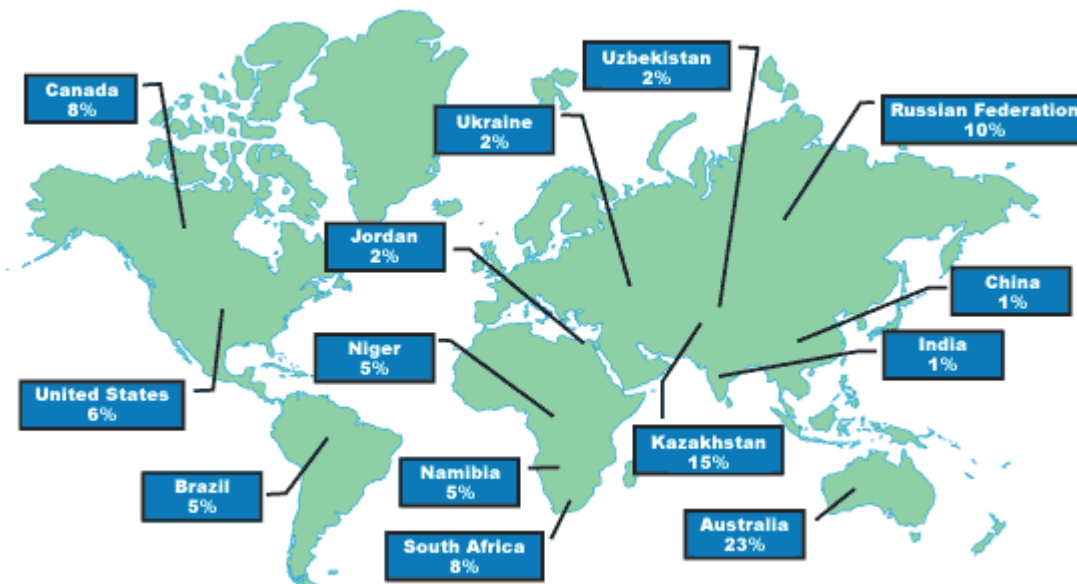 Uzbekistan
2%
Canada
8%
Russian Federation
10%
Ukraine
2%
Jordan
2%
China
1%
Niger
5%
India
1%
United States
6%
Kazakhstan
15%
Namibia
5%
Brazil
5%
Australia
23%
South Africa
8%